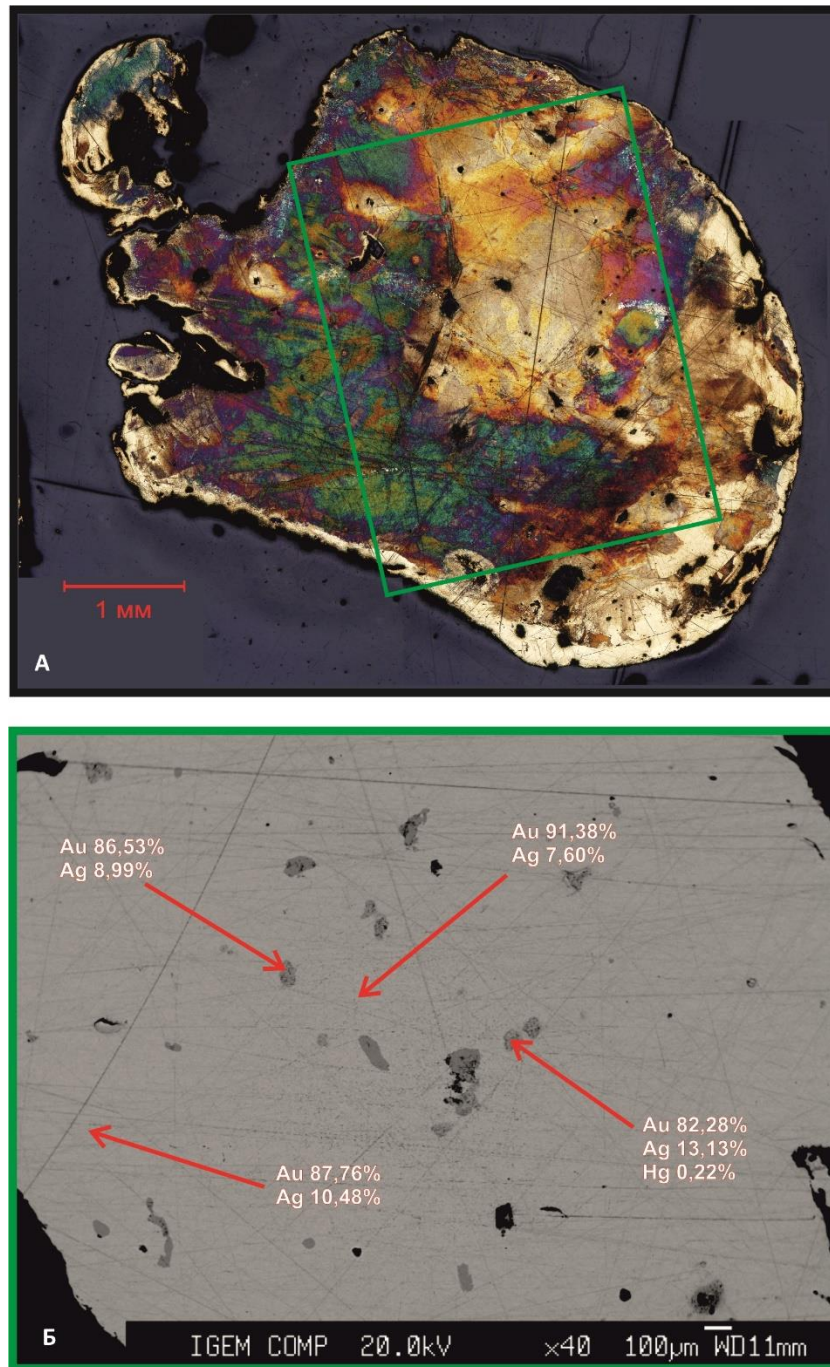 1 мм
А
Au 86,53%
Ag 8,99%
Au 91,38%
Ag 7,60%
Au 82,28%
Ag 13,13%
Hg 0,22%
Au 87,76%
Ag 10,48%
Б
IGEM COMP 20.0kV ×40 100µm WD11mm